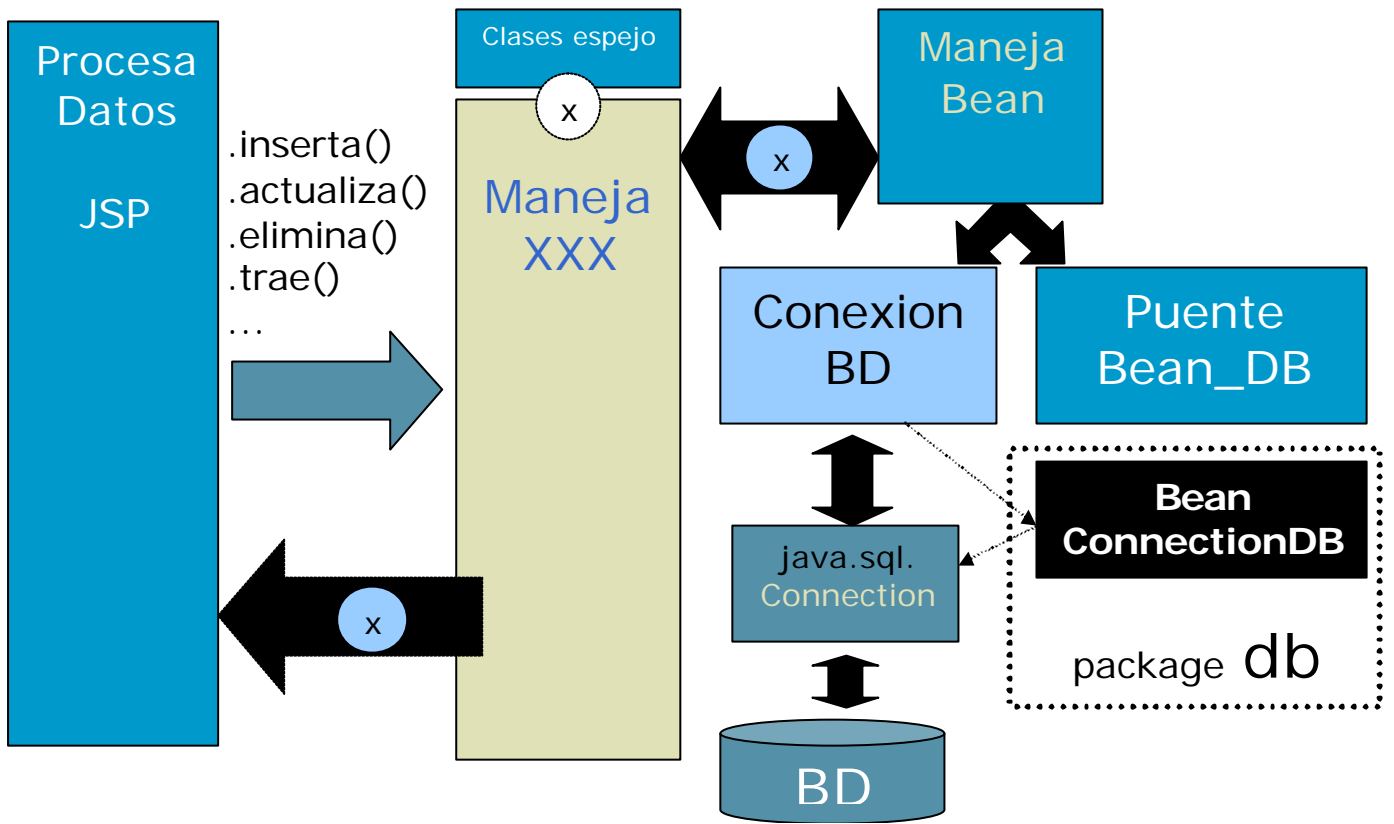 Procesa
Datos
JSP
.inserta()
.actualiza()
.elimina()
.trae()
...
Clases espejo
x
Maneja
XXX
x
Maneja
Bean
Conexion
BD
Puente
Bean_DB
Bean
ConnectionDB
package db
java.sql.
Connection
x
BD